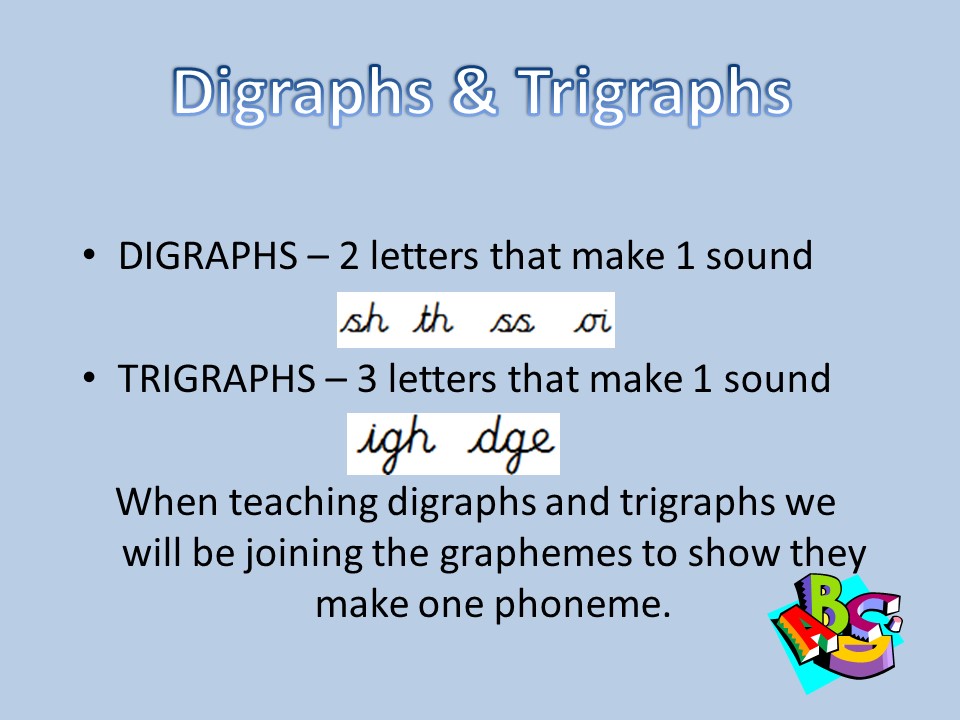 Digraphs & Trigraphs
• DIGRAPHS – 2 letters that make 1 sound
sh th ss oi
• TRIGRAPHS – 3 letters that make 1 sound
igh dge
When teaching digraphs and trigraphs we
will be joining the graphemes to show they
make one phoneme.
ABC